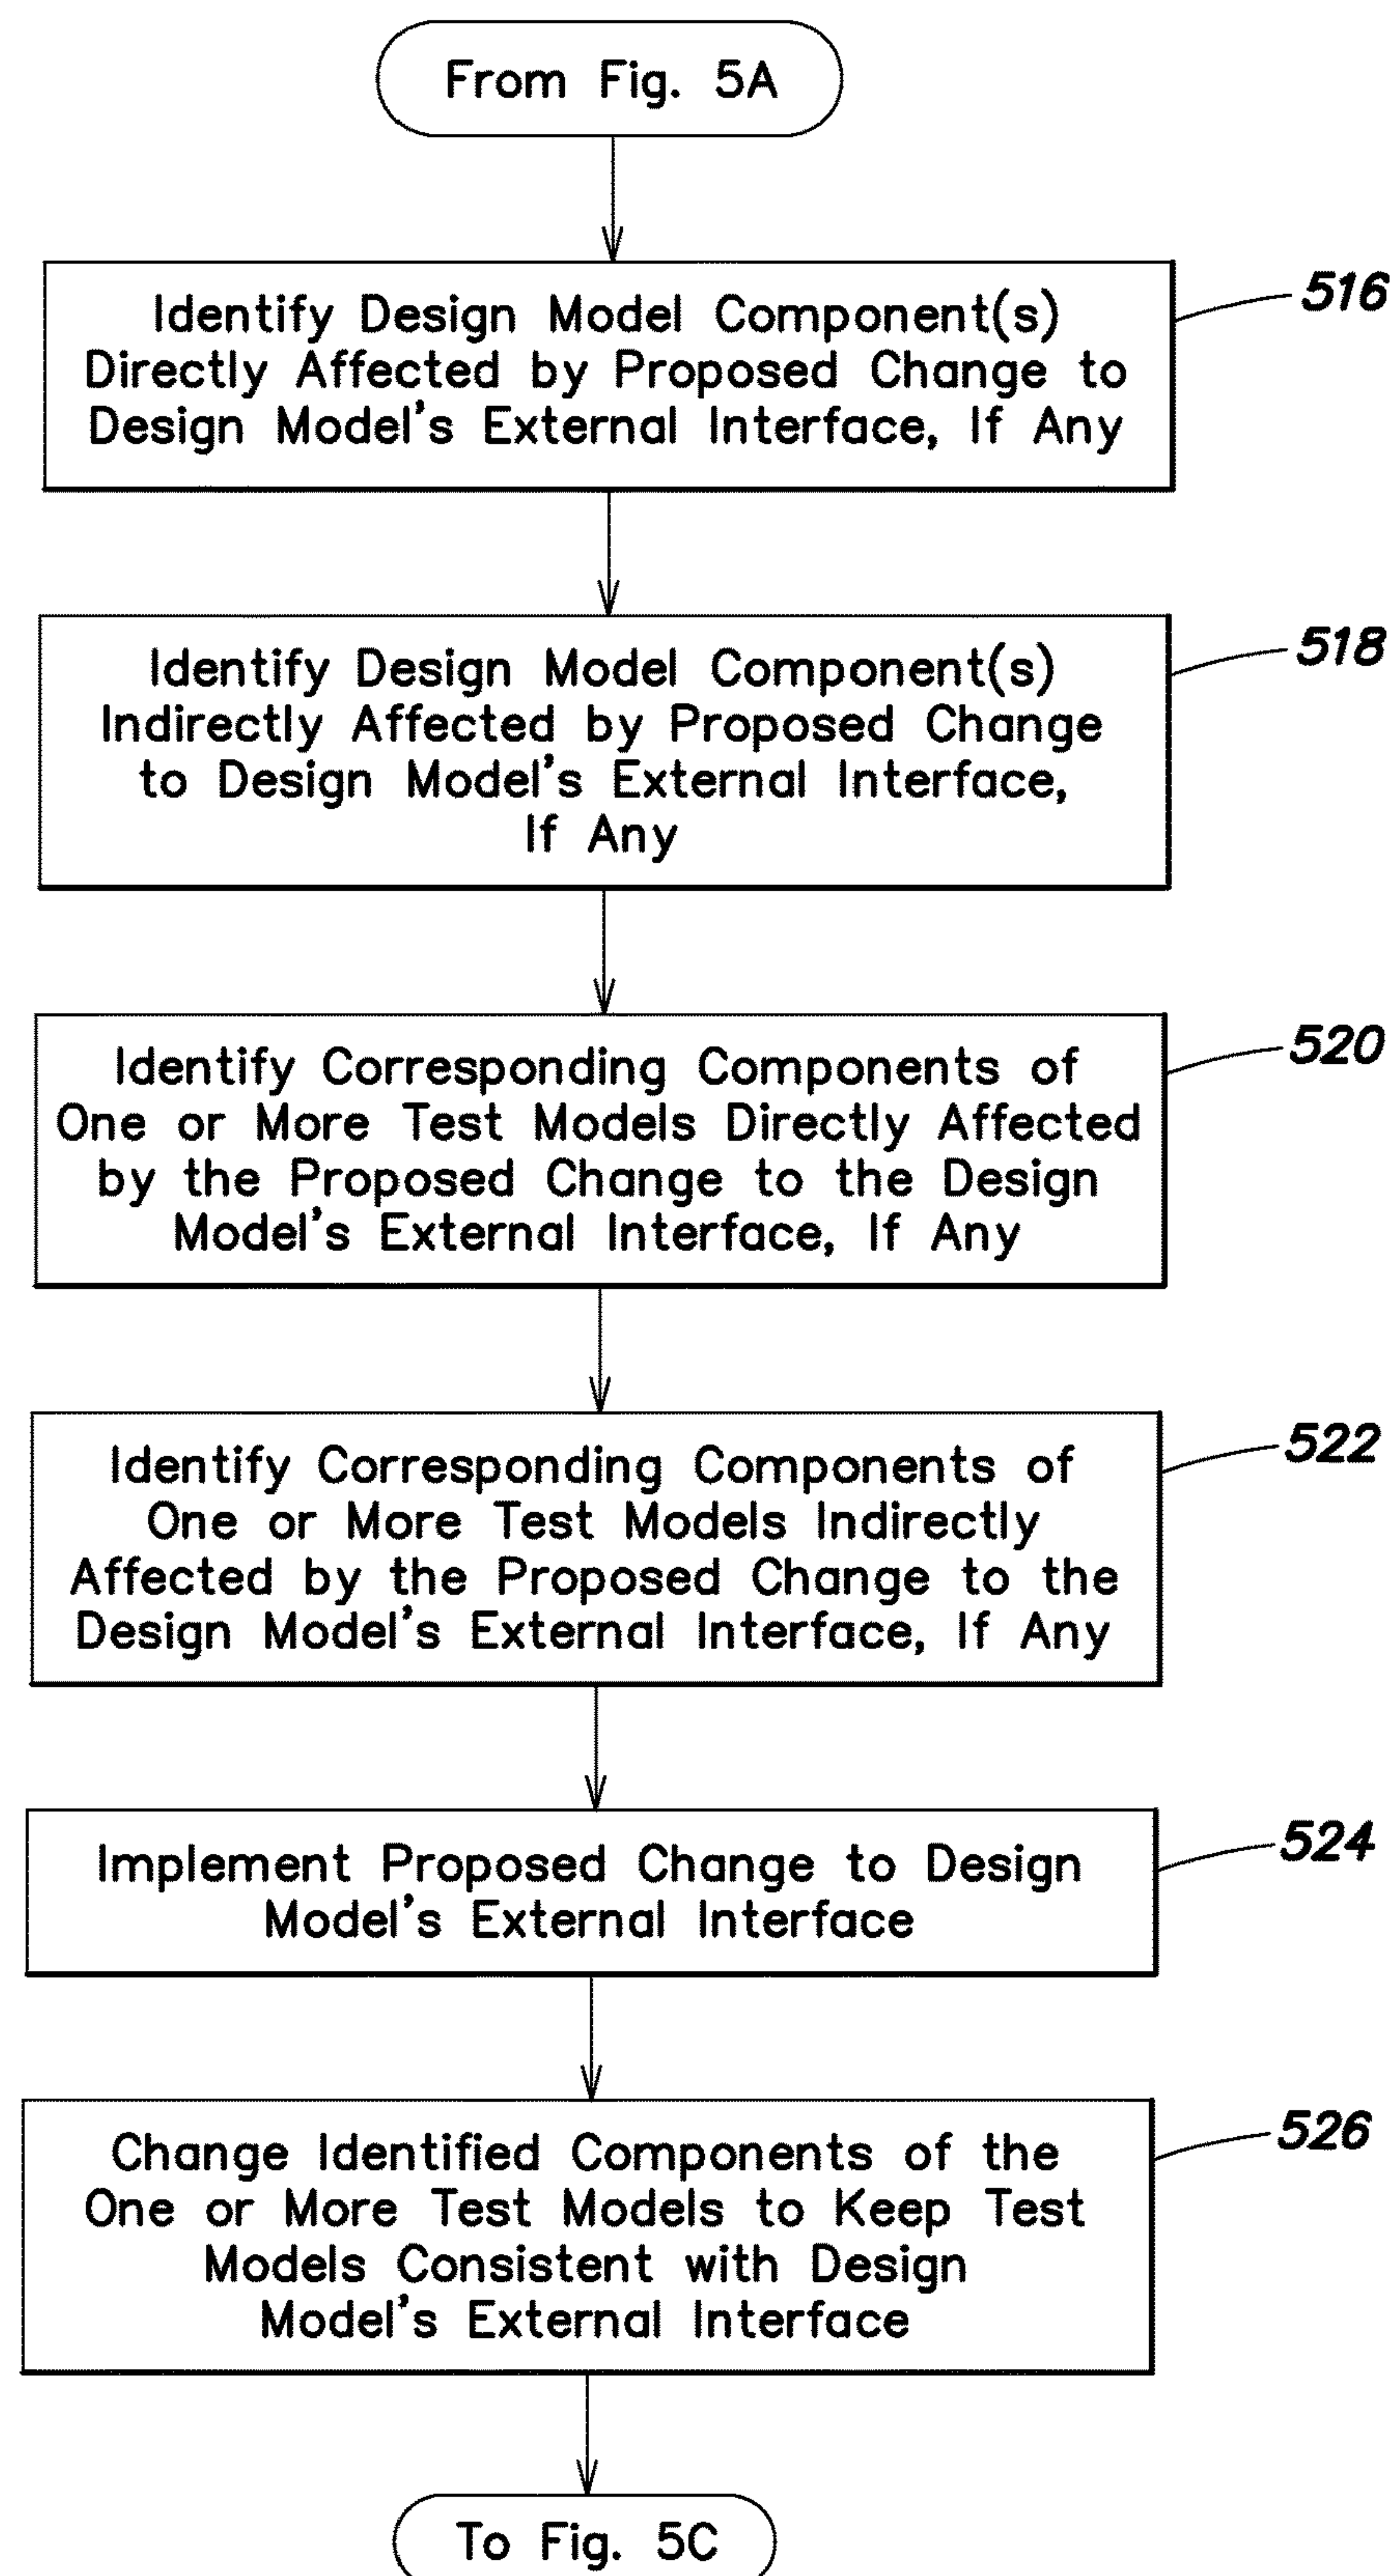 From Fig. 5A
Identify Design Model Component(s)
Directly Affected by Proposed Change to
Design Model's External Interface, If Any
516
Identify Design Model Component(s)
Indirectly Affected by Proposed Change
to Design Model's External Interface,
If Any
518
Identify Corresponding Components of
One or More Test Models Directly Affected
by the Proposed Change to the Design
Model's External Interface, If Any
520
Identify Corresponding Components of
One or More Test Models Indirectly
Affected by the Proposed Change to the
Design Model's External Interface, If Any
522
Implement Proposed Change to Design
Model's External Interface
524
Change Identified Components of the
One or More Test Models to Keep Test
Models Consistent with Design
Model's External Interface
526
To Fig. 5C